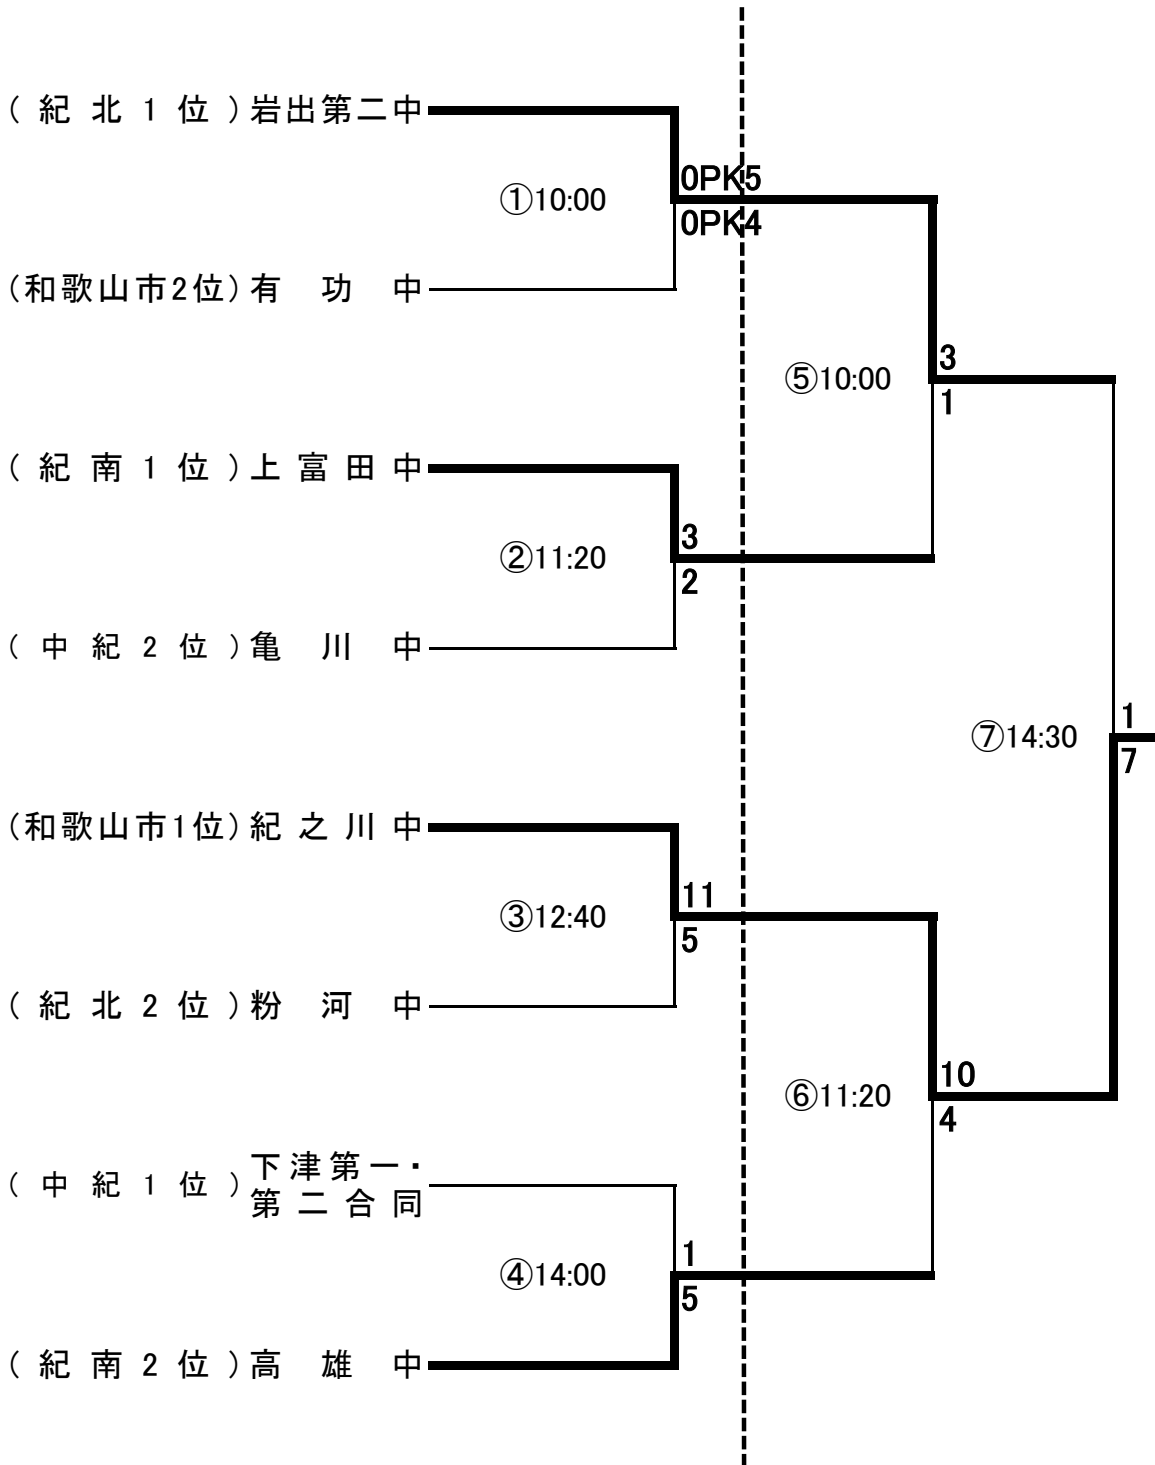 (紀北1位)岩出第二中
0PK5
①10:00
0PK4
(和歌山市2位)有功中
3
⑤10:00
1
(紀南1位)上富田中
3
②11:20
2
(中紀2位)亀川中
1
⑦14:30
7
(和歌山市1位)紀之川中
11
③12:40
5
(紀北2位)粉河中
10
⑥11:20
4
(中紀1位)下津第一・
第二合同
1
④14:00
5
(紀南2位)高雄中